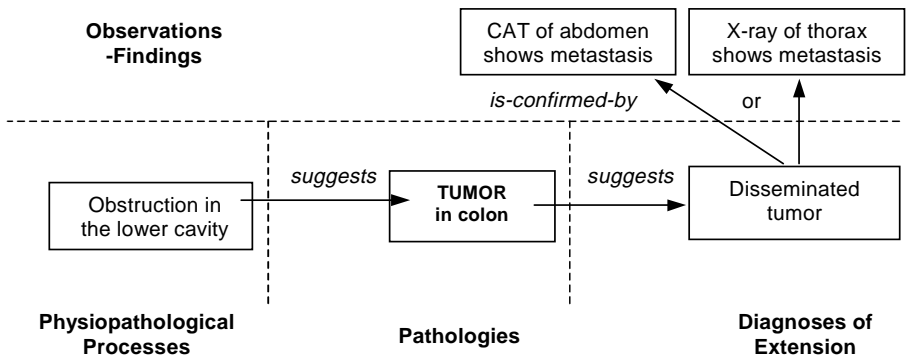 Observations
-Findings
CAT of abdomen
shows metastasis
X-ray of thorax
shows metastasis
is-confirmed-by
or
suggests
suggests
Obstruction in
the lower cavity
TUMOR
in colon
Disseminated
tumor
Physiopathological
Processes
Pathologies
Diagnoses of
Extension